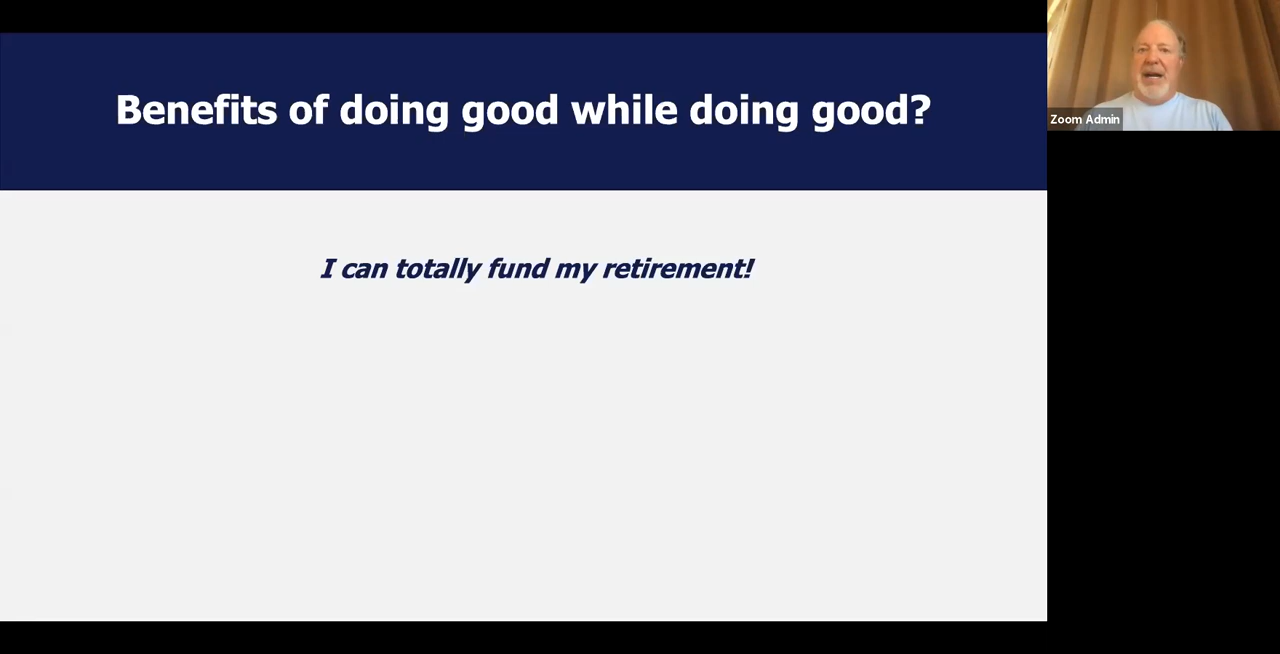 Benefits of doing good while doing good?
I can totally fund my retirement!
Zoom Admin